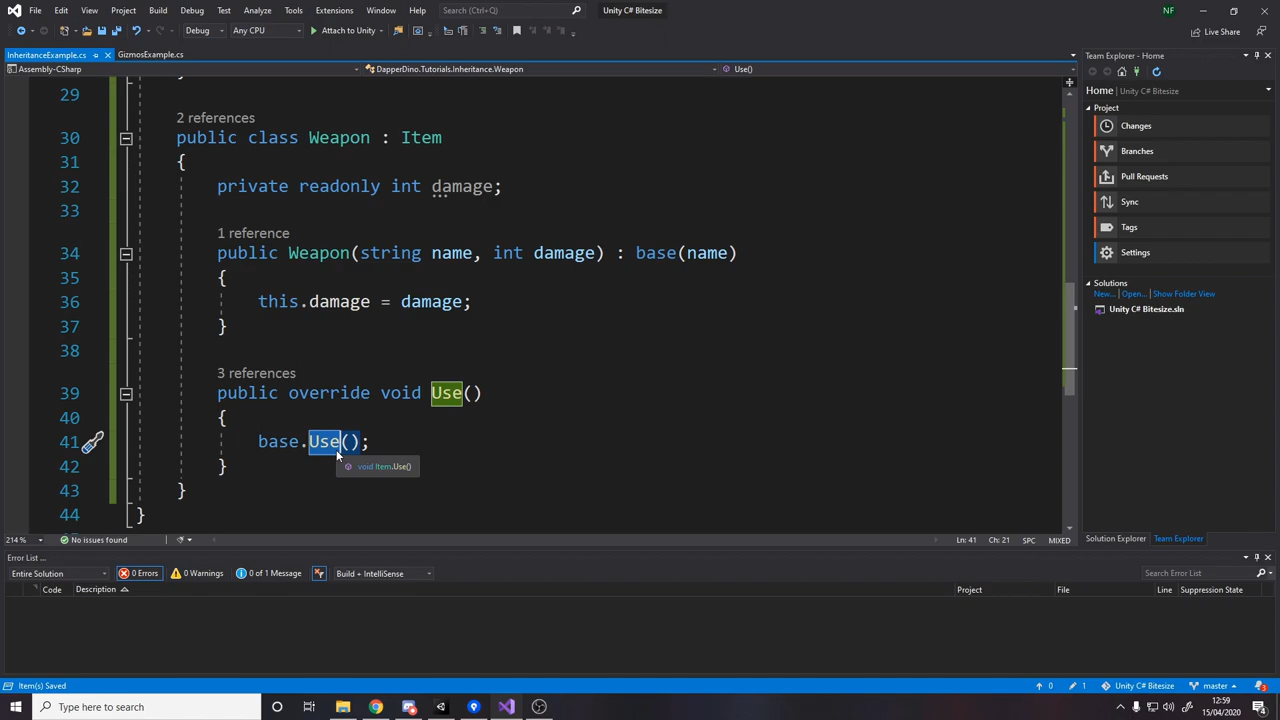 File Edit View Project Build Debug Test Analyze Tools Extensions Window Help Search (Ctrl+Q) Unity C# Bitesize NF
Debug Any CPU Attach to Unity Live Share
InheritanceExample.cs GizmosExample.cs
Assembly-CSharp DapperDino.Tutorials.Inheritance.Weapon Use()
29
2 references
30 public class Weapon : Item
31 {
32 private readonly int damage;
33
1 reference
34 public Weapon(string name, int damage) : base(name)
35 {
36 this.damage = damage;
37 }
38
3 references
39 public override void Use()
40 {
41 base.Use();
void Item.Use()
42 }
43 }
44 }
214 % No issues found Ln: 41 Ch: 21 SPC MIXED
Team Explorer - Home
Home | Unity C# Bitesize
Project
Changes
Branches
Pull Requests
Sync
Tags
Settings
Solutions
New... Open... Show Folder View
Unity C# Bitesize.sln
Solution Explorer Team Explorer
Error List ...
Entire Solution 0 Errors 0 Warnings 0 of 1 Message Build + IntelliSense Search Error List
Code Description Project File Line Suppression State
Item(s) Saved 0 1 Unity C# Bitesize master 3
Type here to search
12:59
15/04/2020
4